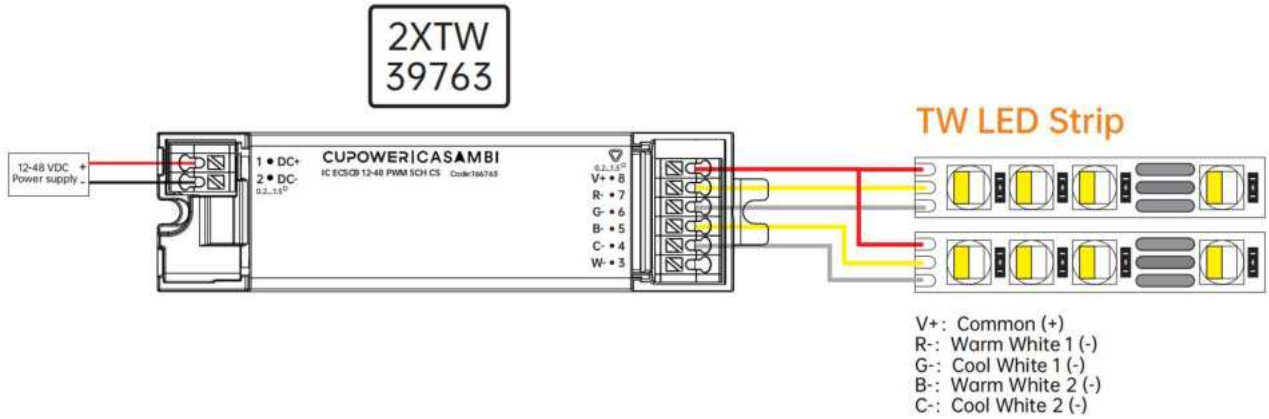 2XTW
39763
TW LED Strip
12-48 VDC +
Power supply -
1 • DC+
2 • DC-
0.2...1.5
CUPOWER|CASAMBI
IC EC5CB 12-48 PWM 5CH CS Code:166763
0.2...1.5
V+ • 8
R- • 7
G- • 6
B- • 5
C- • 4
W- • 3
V+: Common (+)
R-: Warm White 1 (-)
G-: Cool White 1 (-)
B-: Warm White 2 (-)
C-: Cool White 2 (-)